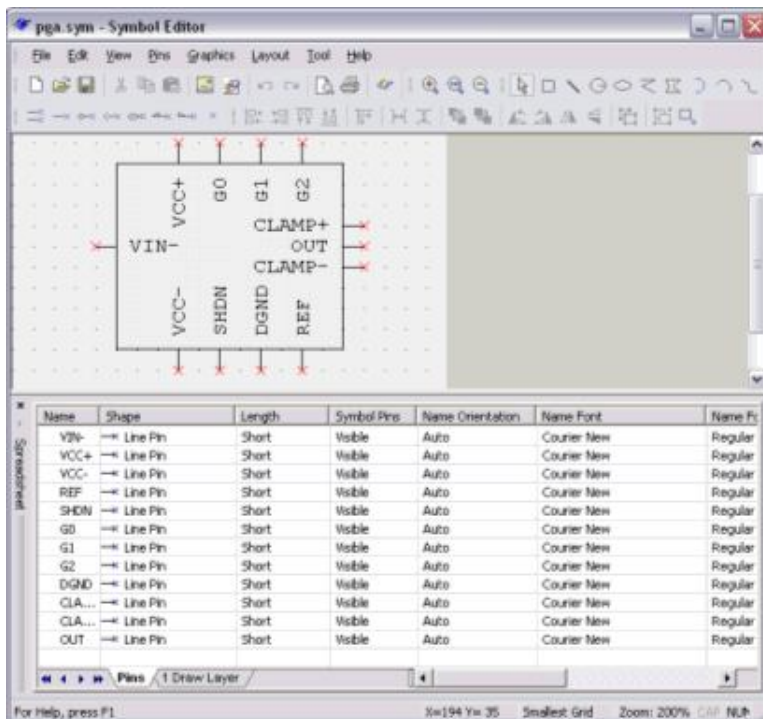 pga.sym - Symbol Editor
File Edit View Pins Graphics Layout Tool Help
VCC+ G0 G1 G2
CLAMP+
VIN- OUT
CLAMP-
VCC- SHDN DGND REF
Spreadsheet
Name Shape Length Symbol Pins Name Orientation Name Font Name Fo
VIN- Line Pin Short Visible Auto Courier New Regular
VCC+ Line Pin Short Visible Auto Courier New Regular
VCC- Line Pin Short Visible Auto Courier New Regular
REF Line Pin Short Visible Auto Courier New Regular
SHDN Line Pin Short Visible Auto Courier New Regular
G0 Line Pin Short Visible Auto Courier New Regular
G1 Line Pin Short Visible Auto Courier New Regular
G2 Line Pin Short Visible Auto Courier New Regular
DGND Line Pin Short Visible Auto Courier New Regular
CLA... Line Pin Short Visible Auto Courier New Regular
CLA... Line Pin Short Visible Auto Courier New Regular
OUT Line Pin Short Visible Auto Courier New Regular
Pins 1 Draw Layer
For Help, press F1 X=194 Y= 35 Smallest Grid Zoom: 200% CAP NUM